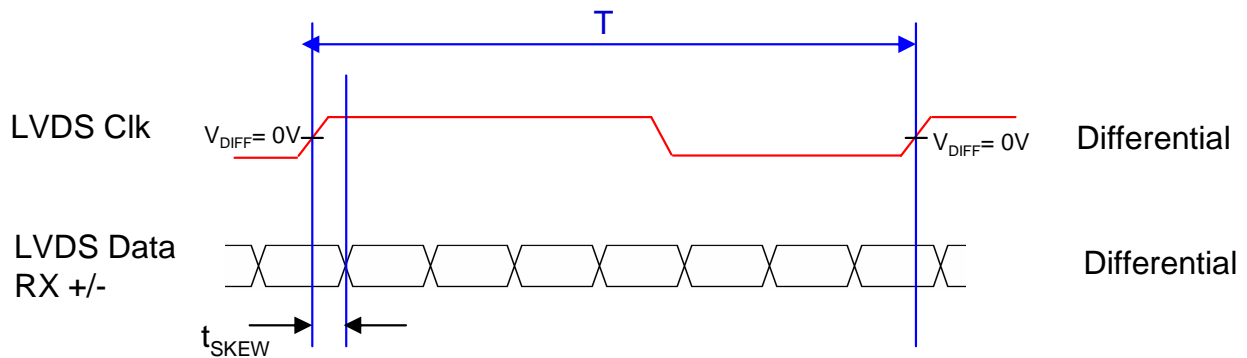 T
LVDS Clk
V_DIFF= 0V
V_DIFF= 0V
Differential
LVDS Data
RX +/-
Differential
t_SKEW